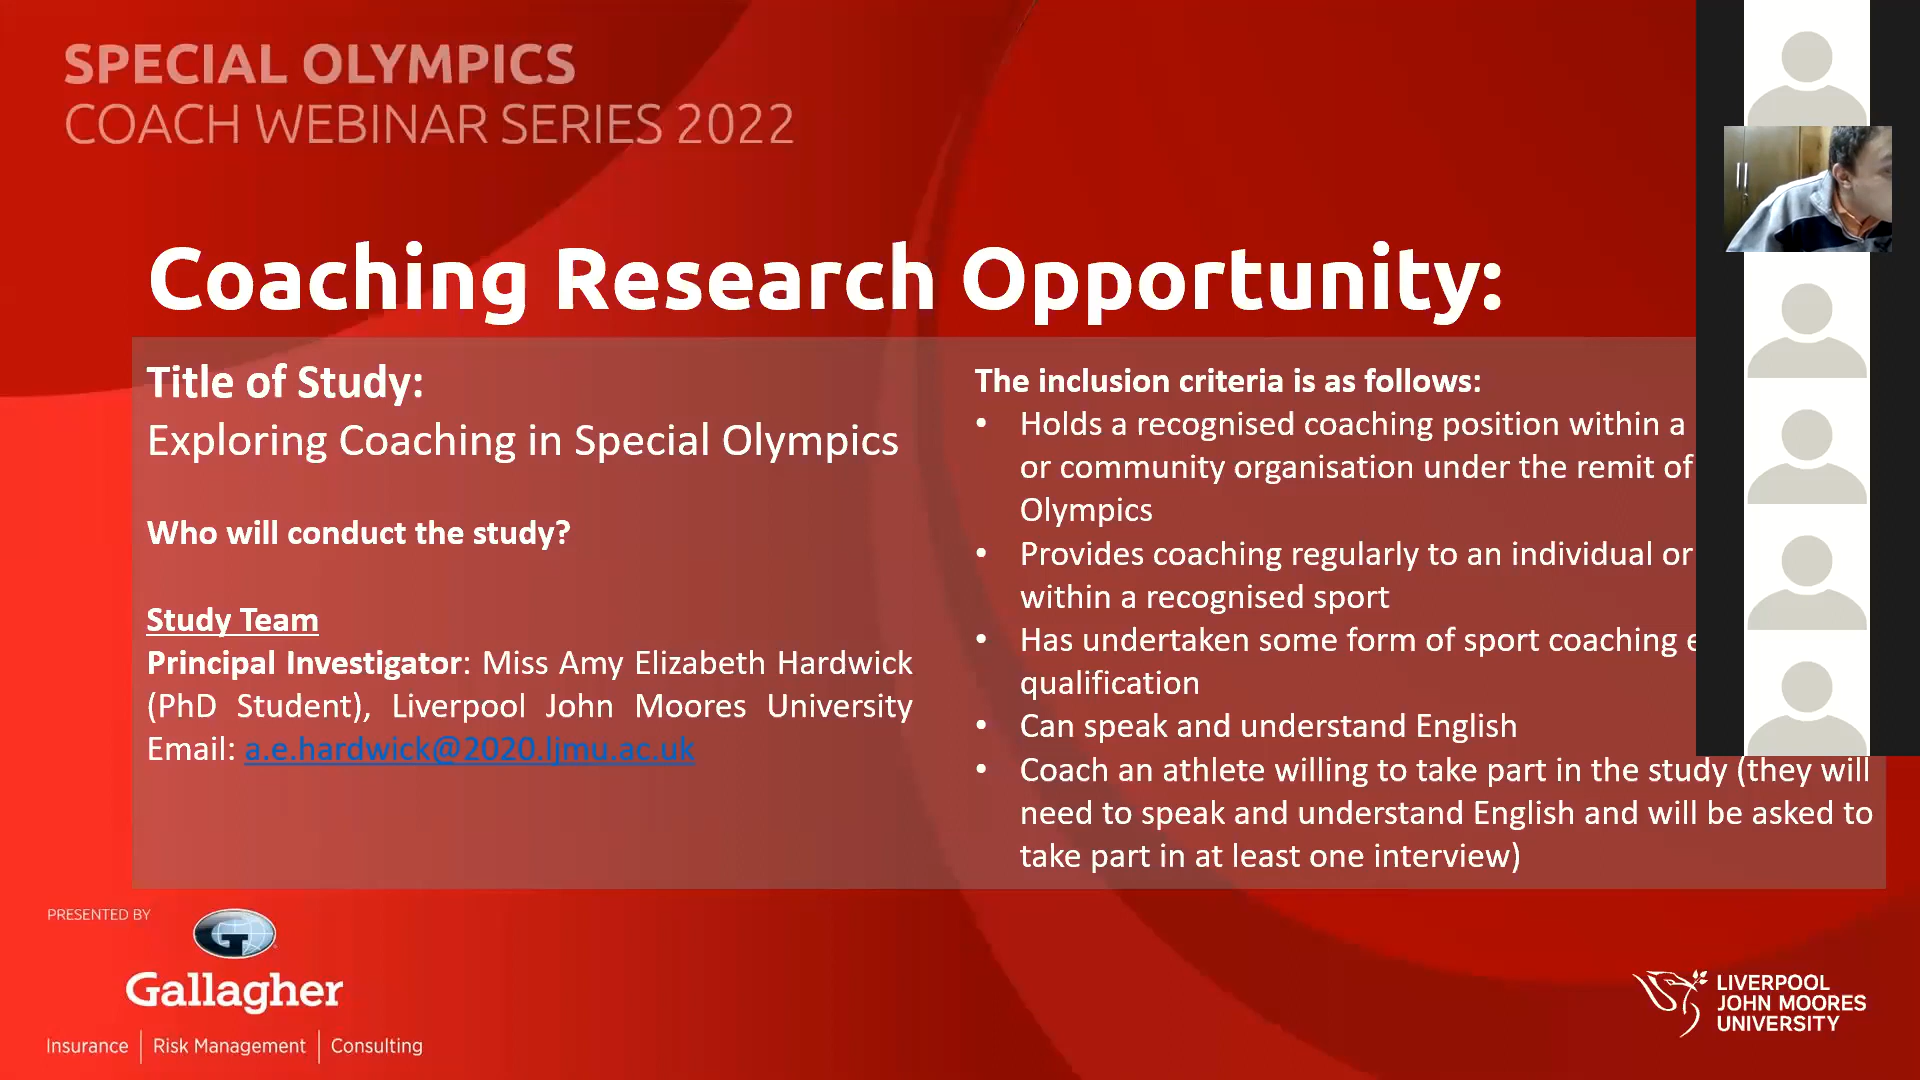 SPECIAL OLYMPICS
COACH WEBINAR SERIES 2022
Coaching Research Opportunity:
Title of Study:
Exploring Coaching in Special Olympics
Who will conduct the study?
Study Team
Principal Investigator: Miss Amy Elizabeth Hardwick
(PhD Student), Liverpool John Moores University
Email: a.e.hardwick@2020.ljmu.ac.uk
The inclusion criteria is as follows:
• Holds a recognised coaching position within a
or community organisation under the remit of
Olympics
• Provides coaching regularly to an individual or
within a recognised sport
• Has undertaken some form of sport coaching
qualification
• Can speak and understand English
• Coach an athlete willing to take part in the study (they will
need to speak and understand English and will be asked to
take part in at least one interview)
PRESENTED BY
G
Gallagher
Insurance | Risk Management | Consulting
LIVERPOOL
JOHN MOORES
UNIVERSITY